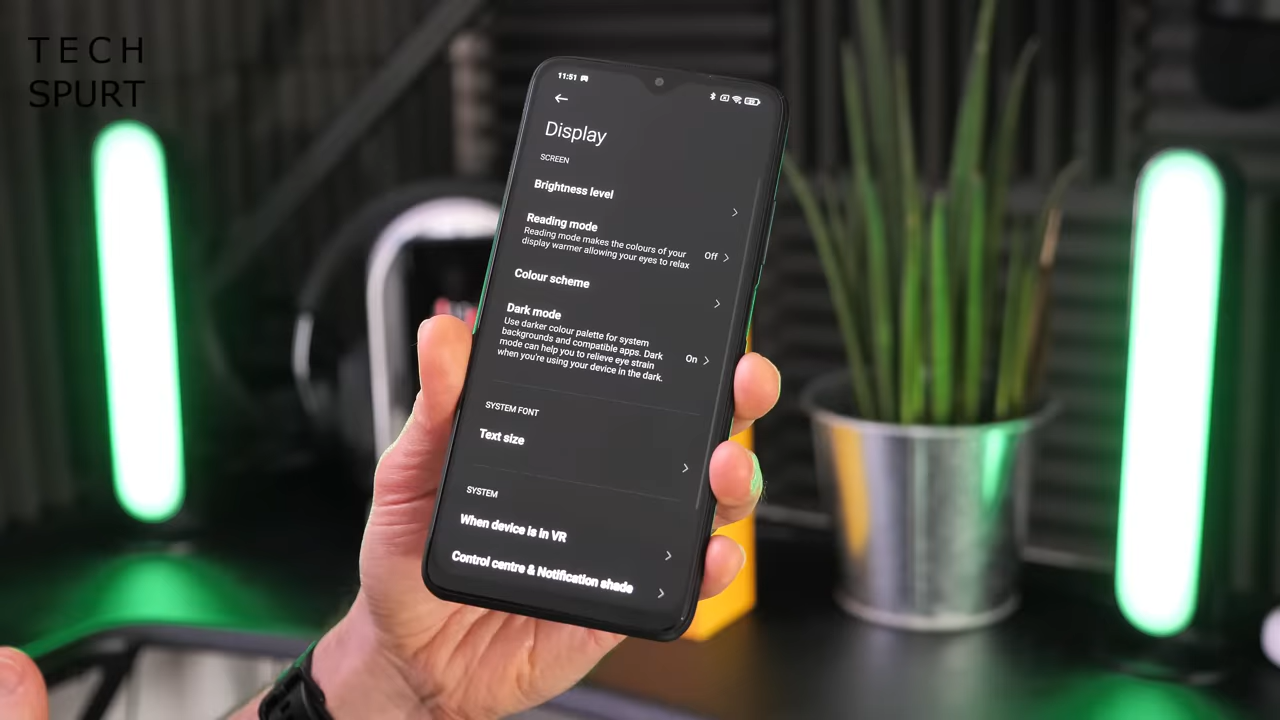 TECH
SPURT
11:51
Display
SCREEN
Brightness level
Reading mode
Reading mode makes the colours of your
display warmer allowing your eyes to relax
Off
Colour scheme
Dark mode
Use darker colour palette for system
backgrounds and compatible apps. Dark
mode can help you to relieve eye strain
when you're using your device in the dark.
On
SYSTEM FONT
Text size
SYSTEM
When device is in VR
Control centre & Notification shade